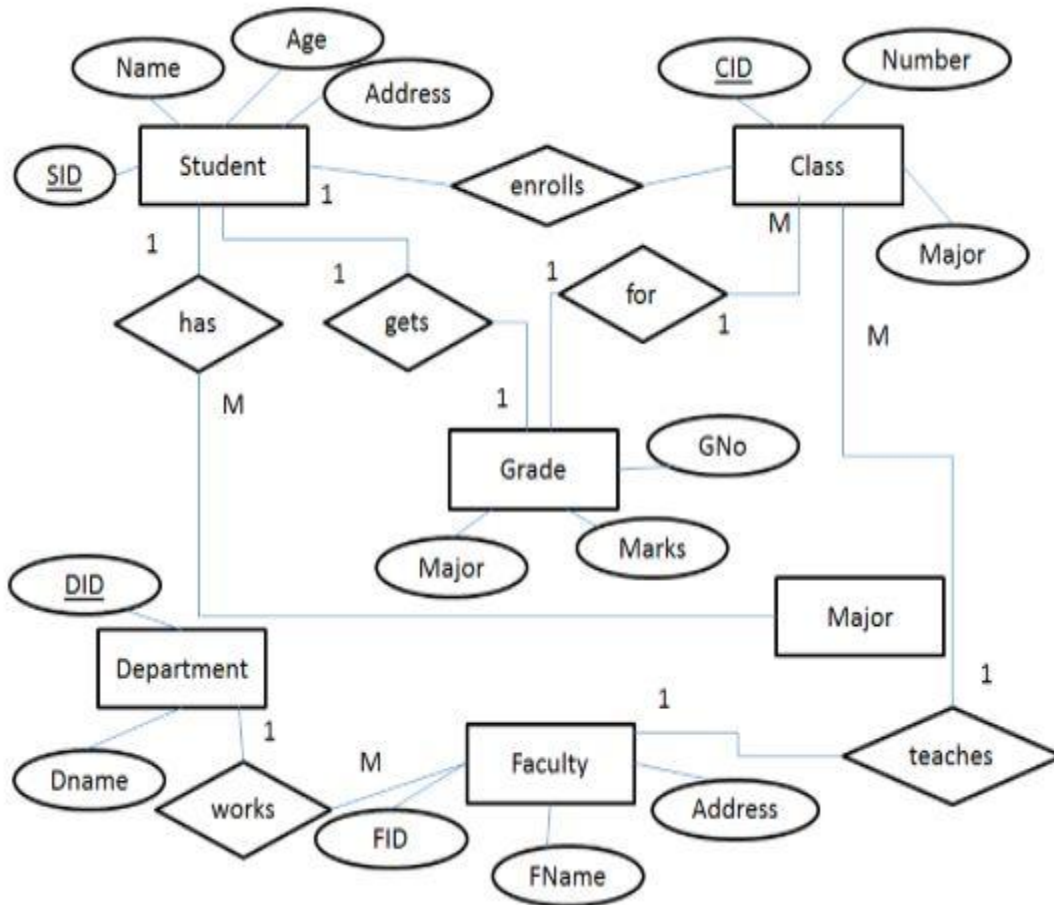 Age
Name
Address
CID
Number
SID
Student
enrolls
Class
1
M
Major
1
1
1
has
gets
for
1
M
M
1
GNo
Grade
Major
Marks
DID
Major
Department
1
1
1
M
Faculty
teaches
Dname
works
FID
Address
FName